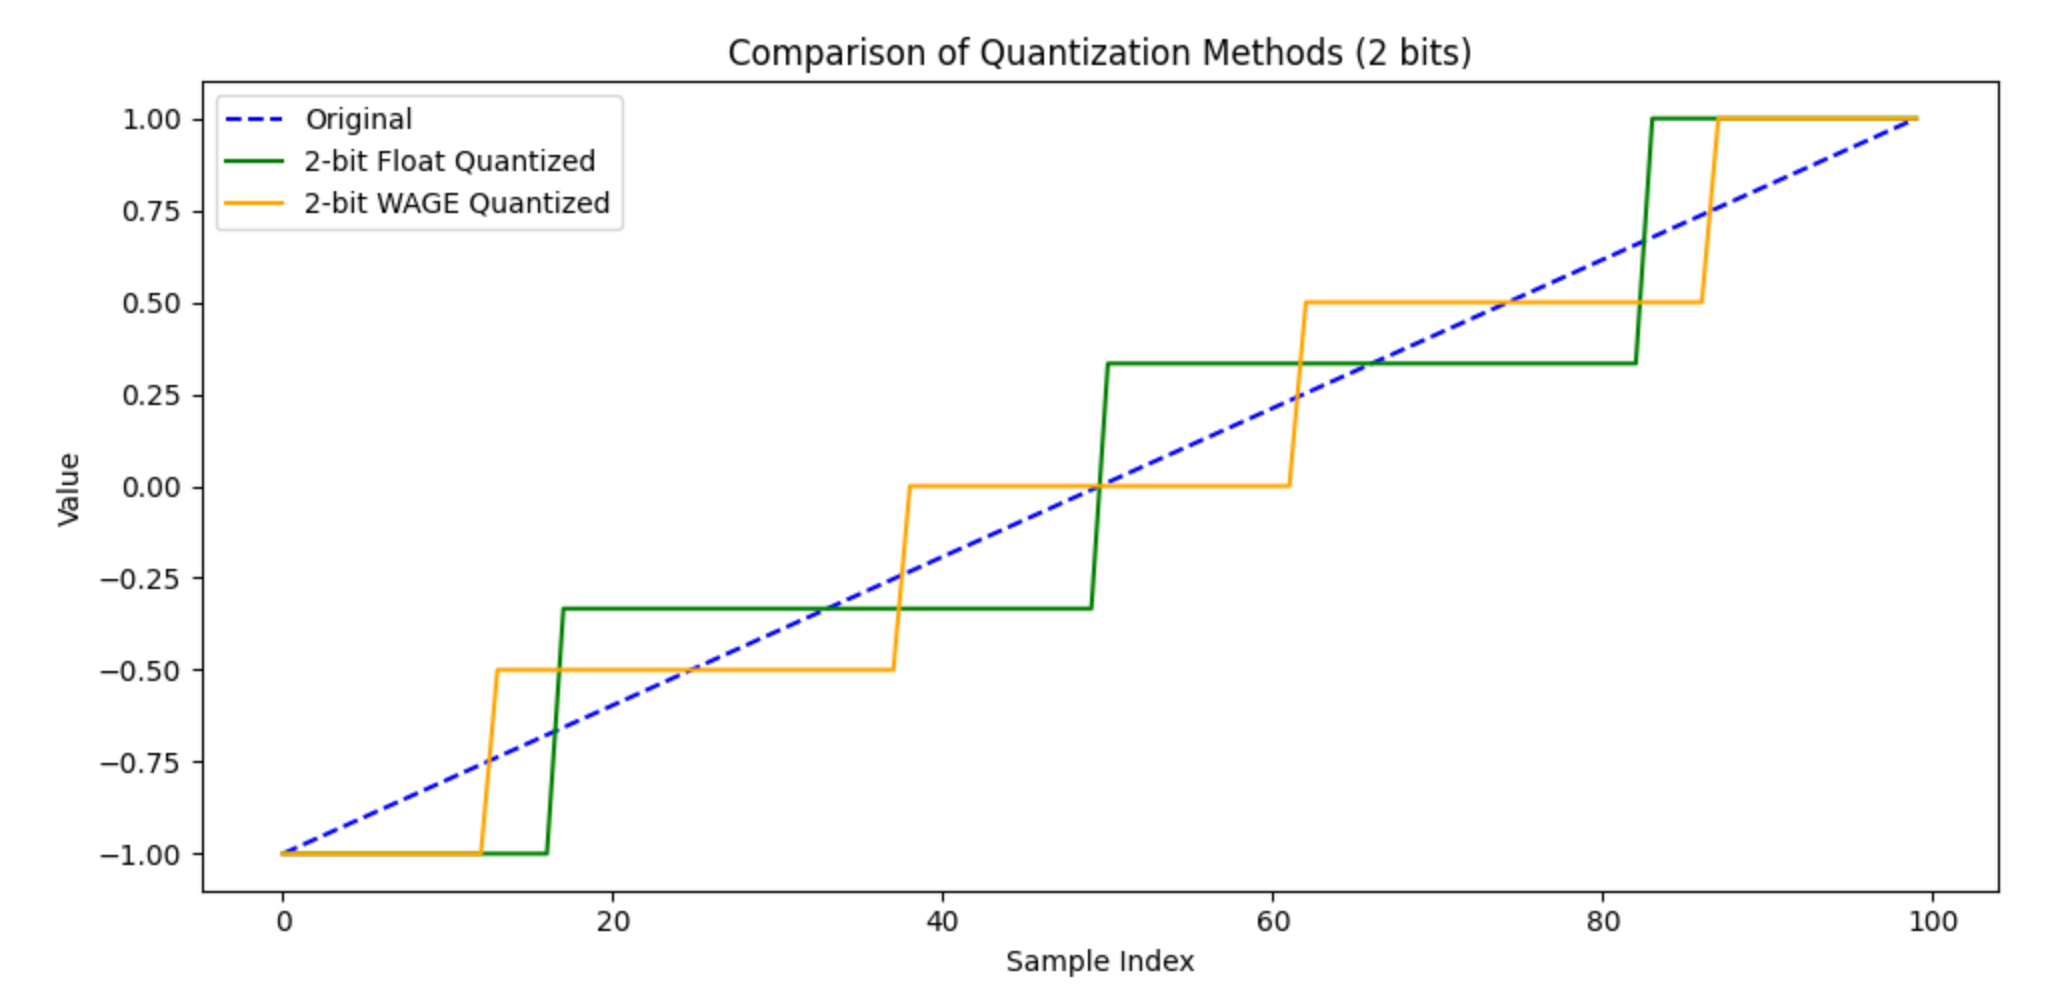 Comparison of Quantization Methods (2 bits)
Original
2-bit Float Quantized
2-bit WAGE Quantized
1.00
0.75
0.50
0.25
0.00
−0.25
−0.50
−0.75
−1.00
Value
0 20 40 60 80 100
Sample Index